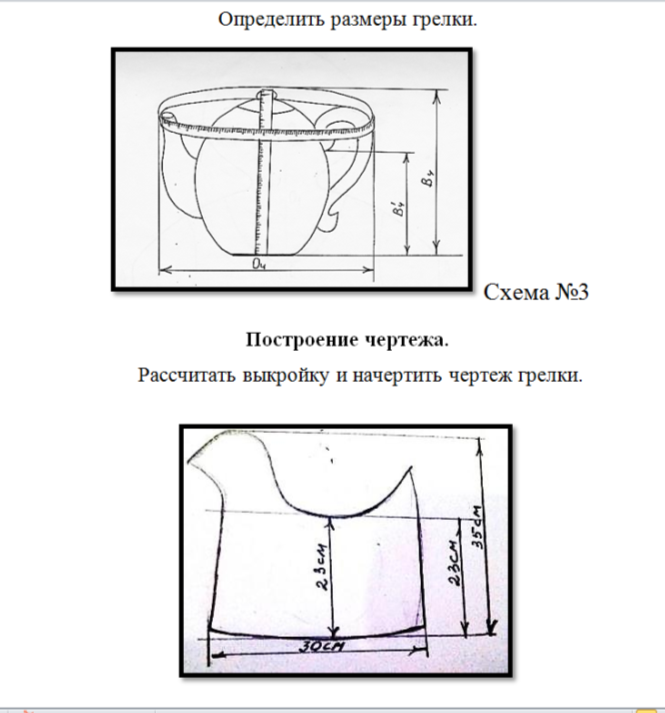 Определить размеры грелки.
Вч
В'ч
Оч
Схема №3
Построение чертежа.
Рассчитать выкройку и начертить чертеж грелки.
35см
23см
23см
30см